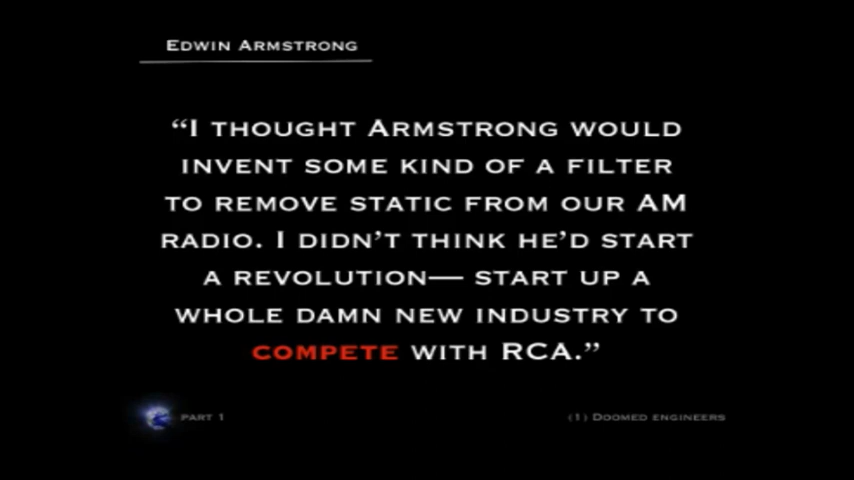 Edwin Armstrong
“I thought Armstrong would
invent some kind of a filter
to remove static from our AM
radio. I didn’t think he’d start
a revolution— start up a
whole damn new industry to
compete with RCA.”
part 1
(1) Doomed engineers